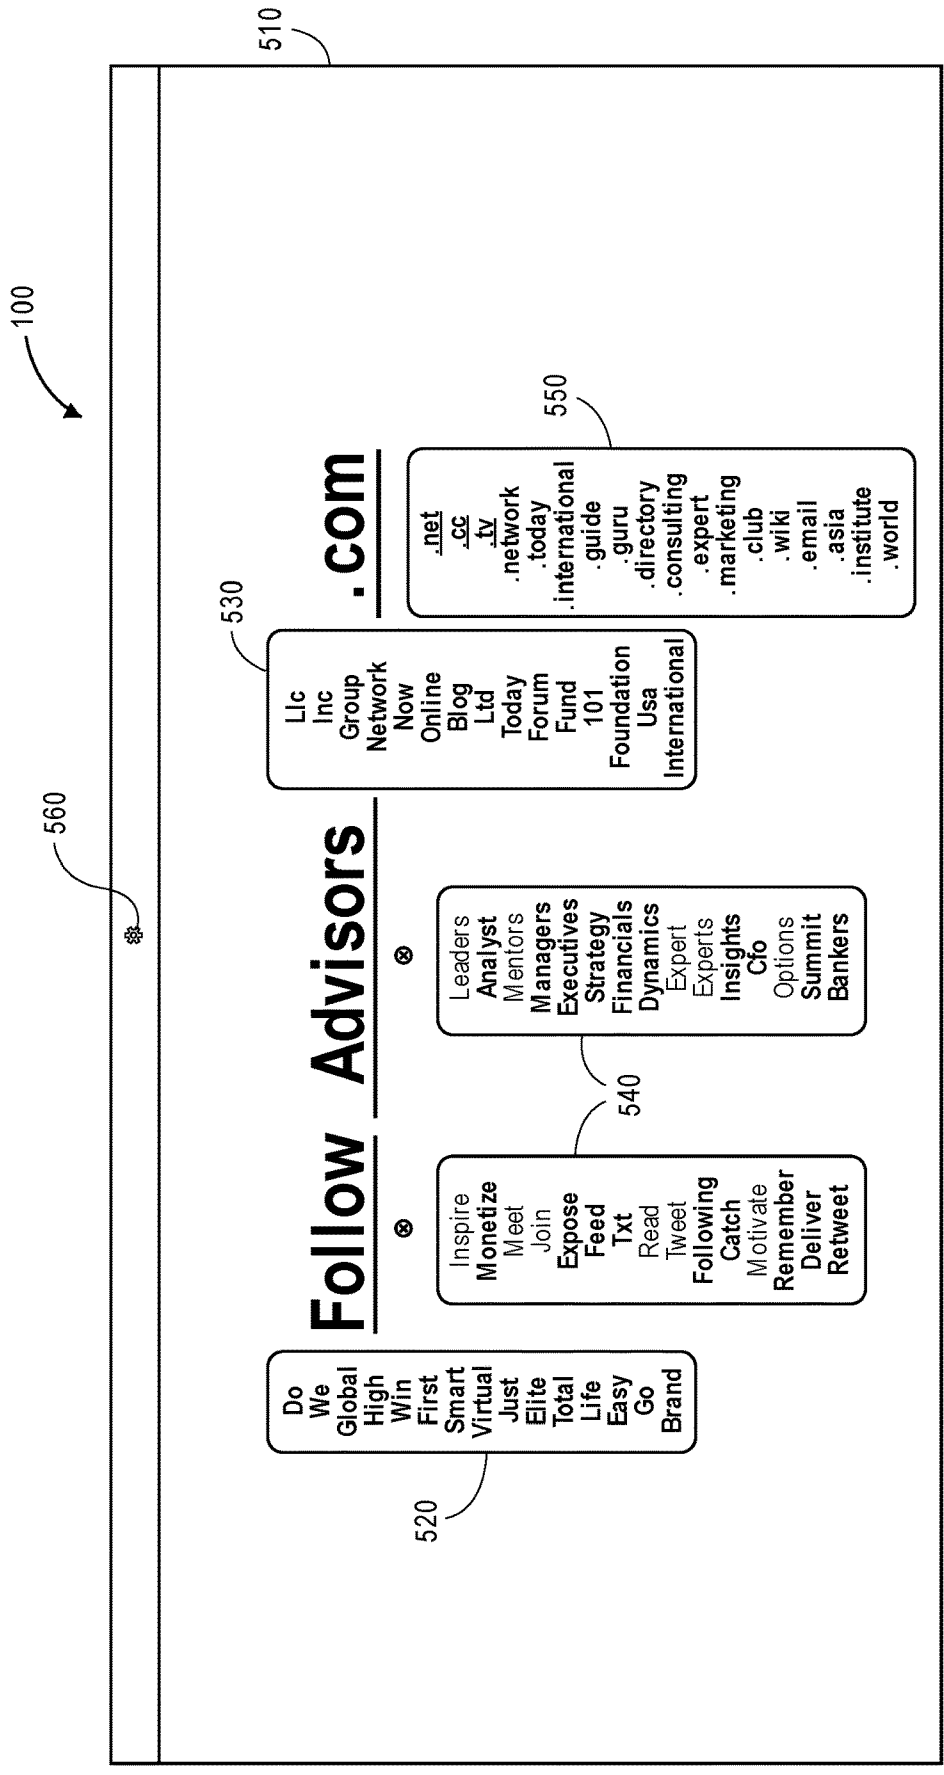 100
510
560
530
550
520
540
Follow Advisors .com
Do
We
Global
High
Win
First
Smart
Virtual
Just
Elite
Total
Life
Easy
Go
Brand
Inspire
Monetize
Meet
Join
Expose
Feed
Txt
Read
Tweet
Following
Catch
Motivate
Remember
Deliver
Retweet
Leaders
Analyst
Mentors
Managers
Executives
Strategy
Financials
Dynamics
Expert
Experts
Insights
Cfo
Options
Summit
Bankers
Llc
Inc
Group
Network
Now
Online
Blog
Ltd
Today
Forum
Fund
101
Foundation
Usa
International
.net
.cc
.tv
.network
.today
.international
.guide
.guru
.directory
.consulting
.expert
.marketing
.club
.wiki
.email
.asia
.institute
.world